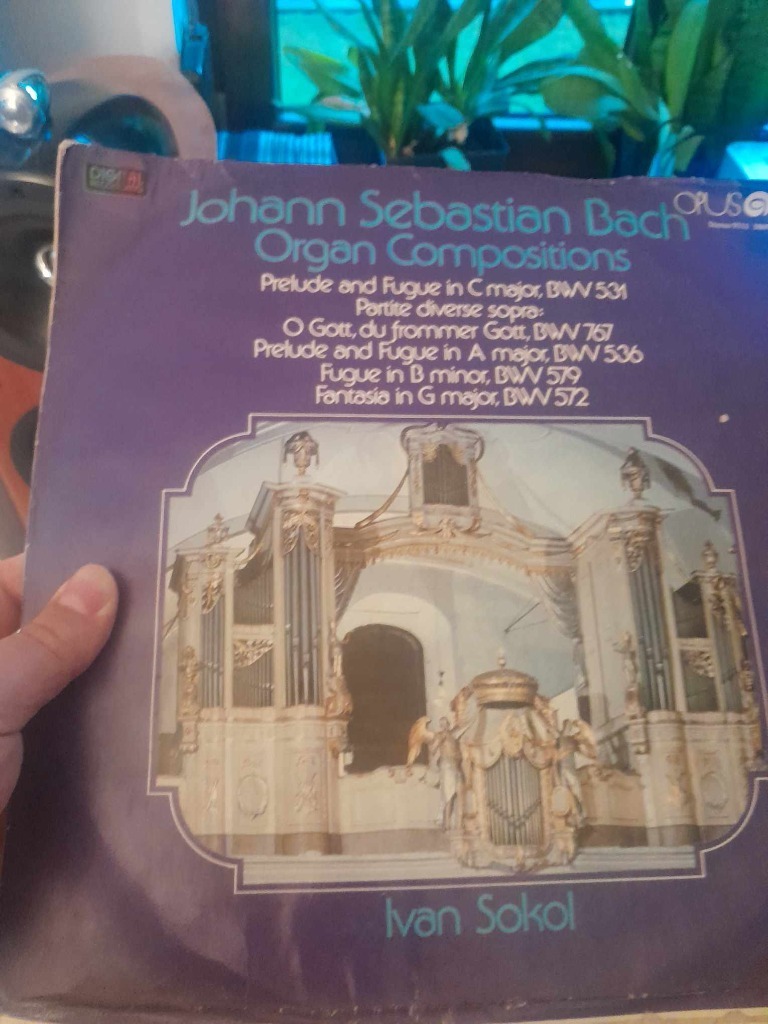 DIGITAL
OPUS
Johann Sebastian Bach
Organ Compositions
Prelude and Fugue in C major, BWV 531
Partite diverse sopra:
O Gott, du frommer Gott, BWV 767
Prelude and Fugue in A major, BWV 536
Fugue in B minor, BWV 579
Fantasia in G major, BWV 572
Ivan Sokol